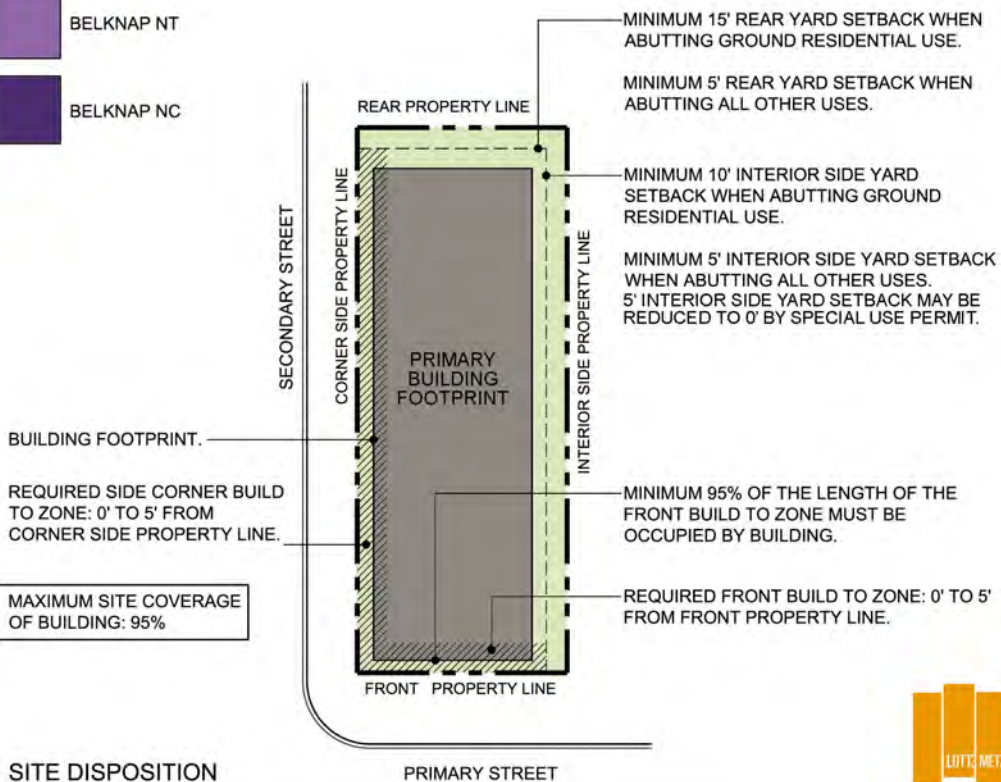 BELKNAP NT
BELKNAP NC
MINIMUM 15' REAR YARD SETBACK WHEN
ABUTTING GROUND RESIDENTIAL USE.
MINIMUM 5' REAR YARD SETBACK WHEN
ABUTTING ALL OTHER USES.
REAR PROPERTY LINE
MINIMUM 10' INTERIOR SIDE YARD
SETBACK WHEN ABUTTING GROUND
RESIDENTIAL USE.
MINIMUM 5' INTERIOR SIDE YARD SETBACK
WHEN ABUTTING ALL OTHER USES.
5' INTERIOR SIDE YARD SETBACK MAY BE
REDUCED TO 0' BY SPECIAL USE PERMIT.
SECONDARY STREET
CORNER SIDE PROPERTY LINE
PRIMARY
BUILDING
FOOTPRINT
INTERIOR SIDE PROPERTY LINE
BUILDING FOOTPRINT.
REQUIRED SIDE CORNER BUILD
TO ZONE: 0' TO 5' FROM
CORNER SIDE PROPERTY LINE.
MINIMUM 95% OF THE LENGTH OF THE
FRONT BUILD TO ZONE MUST BE
OCCUPIED BY BUILDING.
MAXIMUM SITE COVERAGE
OF BUILDING: 95%
REQUIRED FRONT BUILD TO ZONE: 0' TO 5'
FROM FRONT PROPERTY LINE.
FRONT PROPERTY LINE
SITE DISPOSITION
PRIMARY STREET